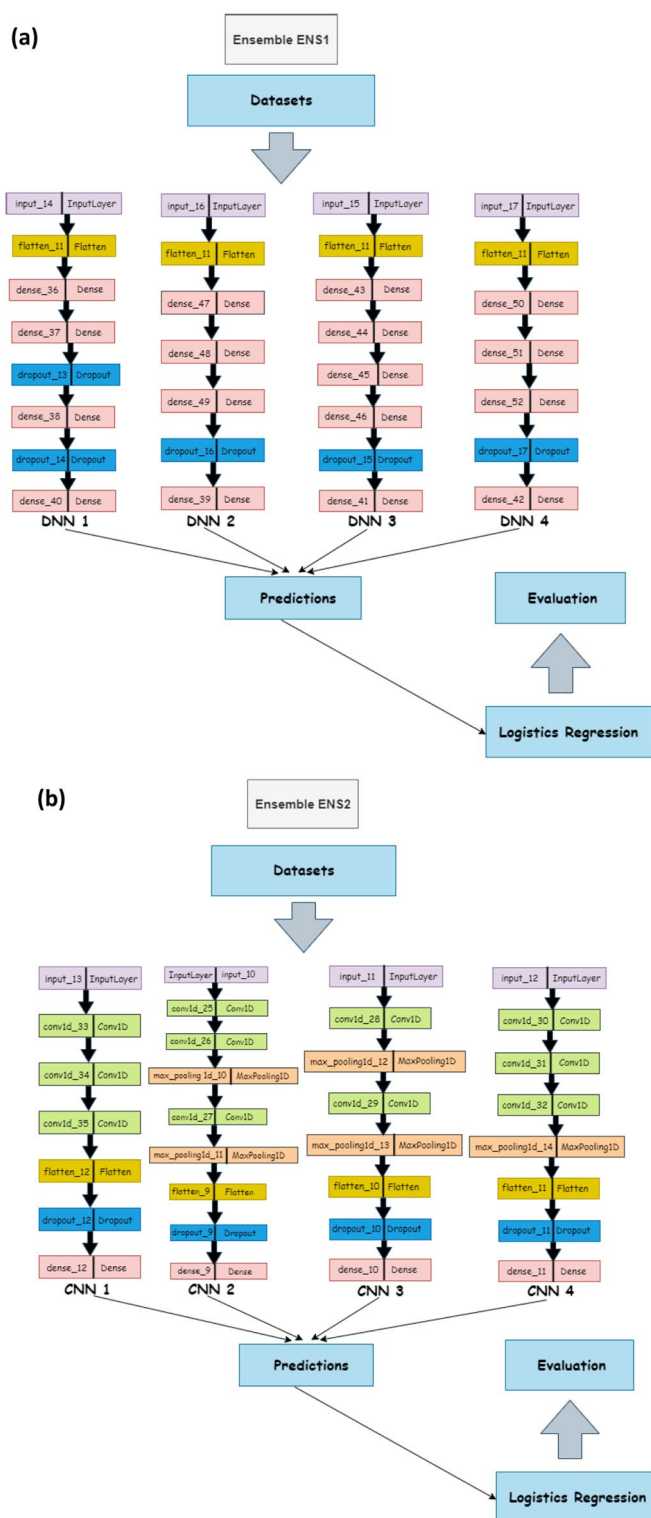 (a)
Ensemble ENS1
Datasets
input_14 InputLayer
input_16 InputLayer
input_15 InputLayer
input_17 InputLayer
flatten_11 Flatten
flatten_11 Flatten
flatten_11 Flatten
flatten_11 Flatten
dense_36 Dense
dense_47 Dense
dense_43 Dense
dense_50 Dense
dense_37 Dense
dense_48 Dense
dense_44 Dense
dense_51 Dense
dropout_13 Dropout
dense_49 Dense
dense_45 Dense
dense_52 Dense
dense_38 Dense
dense_46 Dense
dropout_14 Dropout
dropout_16 Dropout
dropout_15 Dropout
dropout_17 Dropout
dense_40 Dense
dense_39 Dense
dense_41 Dense
dense_42 Dense
DNN 1
DNN 2
DNN 3
DNN 4
Predictions
Evaluation
Logistics Regression
(b)
Ensemble ENS2
Datasets
input_13 InputLayer
InputLayer input_10
input_11 InputLayer
input_12 InputLayer
conv1d_33 Conv1D
conv1d_25 Conv1D
conv1d_28 Conv1D
conv1d_30 Conv1D
conv1d_26 Conv1D
conv1d_34 Conv1D
max_pooling 1d_10 MaxPooling1D
max_pooling1d_12 MaxPooling1D
conv1d_31 Conv1D
conv1d_35 Conv1D
conv1d_27 Conv1D
conv1d_29 Conv1D
conv1d_32 Conv1D
flatten_12 Flatten
max_pooling1d_11 MaxPooling1D
max_pooling1d_13 MaxPooling1D
max_pooling1d_14 MaxPooling1D
flatten_9 Flatten
flatten_10 Flatten
flatten_11 Flatten
dropout_12 Dropout
dropout_9 Dropout
dropout_10 Dropout
dropout_11 Dropout
dense_12 Dense
dense_9 Dense
dense_10 Dense
dense_11 Dense
CNN 1
CNN 2
CNN 3
CNN 4
Predictions
Evaluation
Logistics Regression